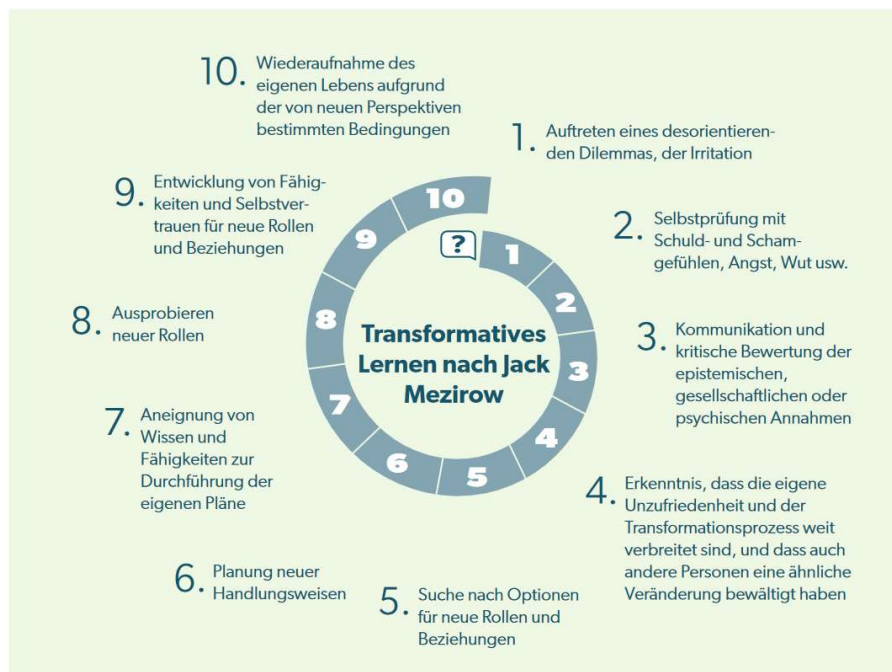 10. Wiederaufnahme des
eigenen Lebens aufgrund
der von neuen Perspektiven
bestimmten Bedingungen
1. Auftreten eines desorientieren-
den Dilemmas, der Irritation
9. Entwicklung von Fähig-
keiten und Selbstver-
trauen für neue Rollen
und Beziehungen
2. Selbstprüfung mit
Schuld- und Scham-
gefühlen, Angst, Wut usw.
8. Ausprobieren
neuer Rollen
3. Kommunikation und
kritische Bewertung der
epistemischen,
gesellschaftlichen oder
psychischen Annahmen
7. Aneignung von
Wissen und
Fähigkeiten zur
Durchführung der
eigenen Pläne
4. Erkenntnis, dass die eigene
Unzufriedenheit und der
Transformationsprozess weit
verbreitet sind, und dass auch
andere Personen eine ähnliche
Veränderung bewältigt haben
6. Planung neuer
Handlungsweisen
5. Suche nach Optionen
für neue Rollen und
Beziehungen
?
1
2
3
4
5
6
7
8
9
10
Transformatives
Lernen nach Jack
Mezirow